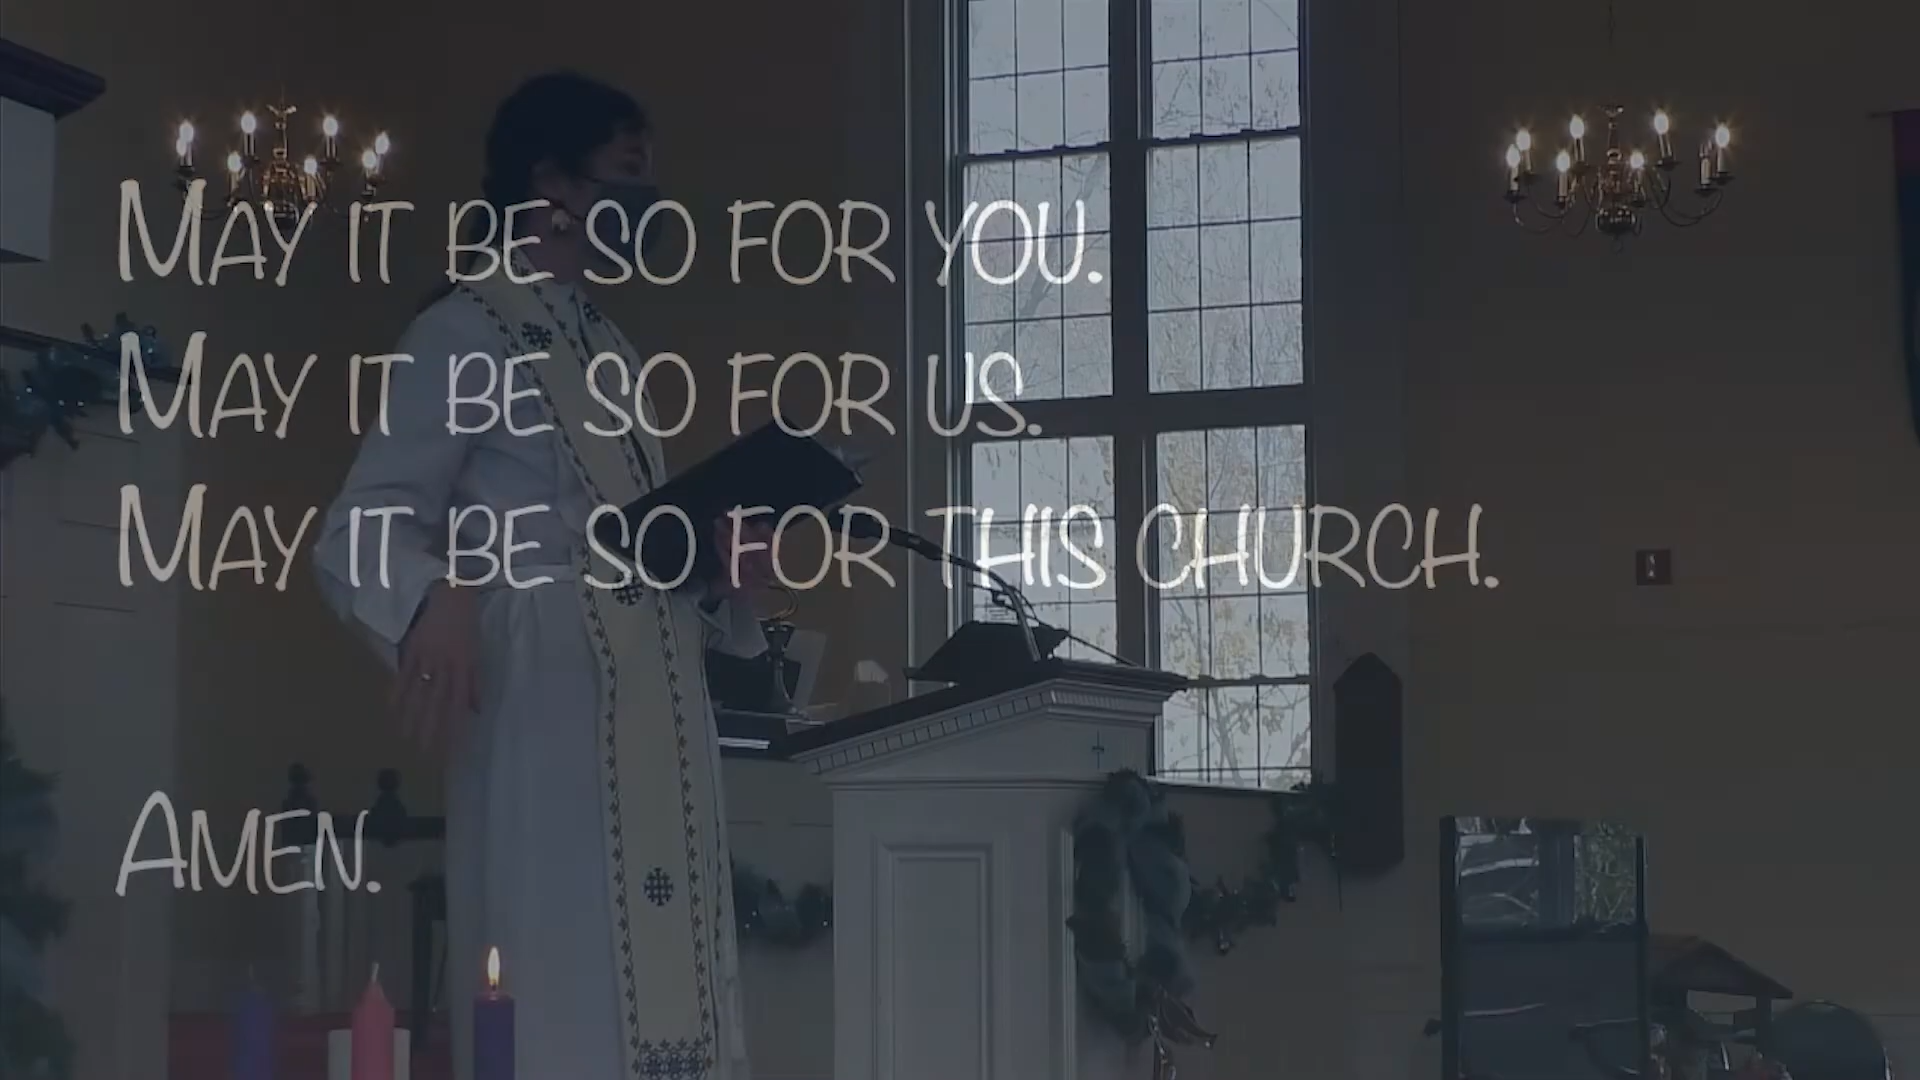 May it be so for you.
May it be so for us.
May it be so for this church.
Amen.